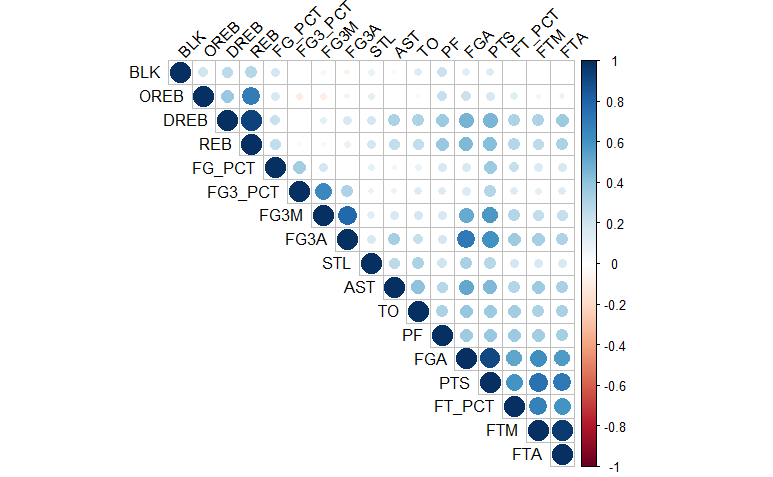 BLK
OREB
DREB
REB
FG_PCT
FG3_PCT
FG3M
FG3A
STL
AST
TO
PF
FGA
PTS
FT_PCT
FTM
FTA
BLK
OREB
DREB
REB
FG_PCT
FG3_PCT
FG3M
FG3A
STL
AST
TO
PF
FGA
PTS
FT_PCT
FTM
FTA
1
0.8
0.6
0.4
0.2
0
-0.2
-0.4
-0.6
-0.8
-1